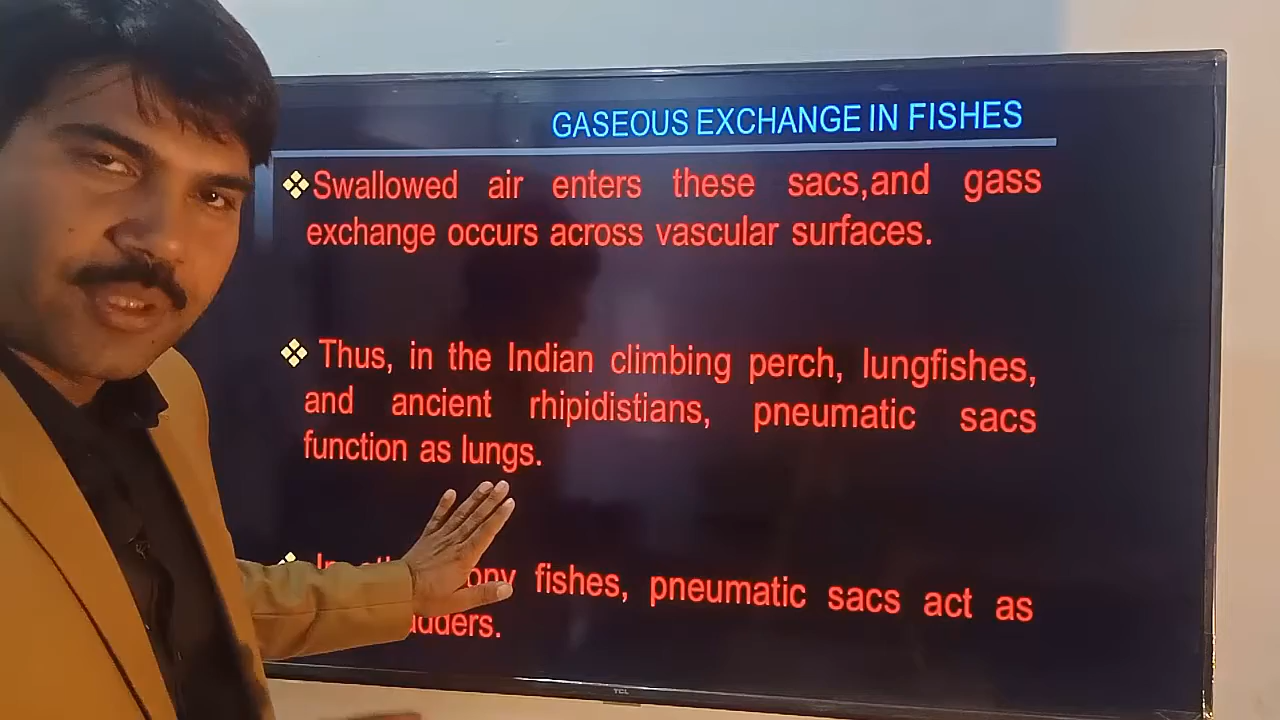 GASEOUS EXCHANGE IN FISHES
Swallowed air enters these sacs,and gass
exchange occurs across vascular surfaces.
Thus, in the Indian climbing perch, lungfishes,
and ancient rhipidistians, pneumatic sacs
function as lungs.
fishes, pneumatic sacs act as
TCL